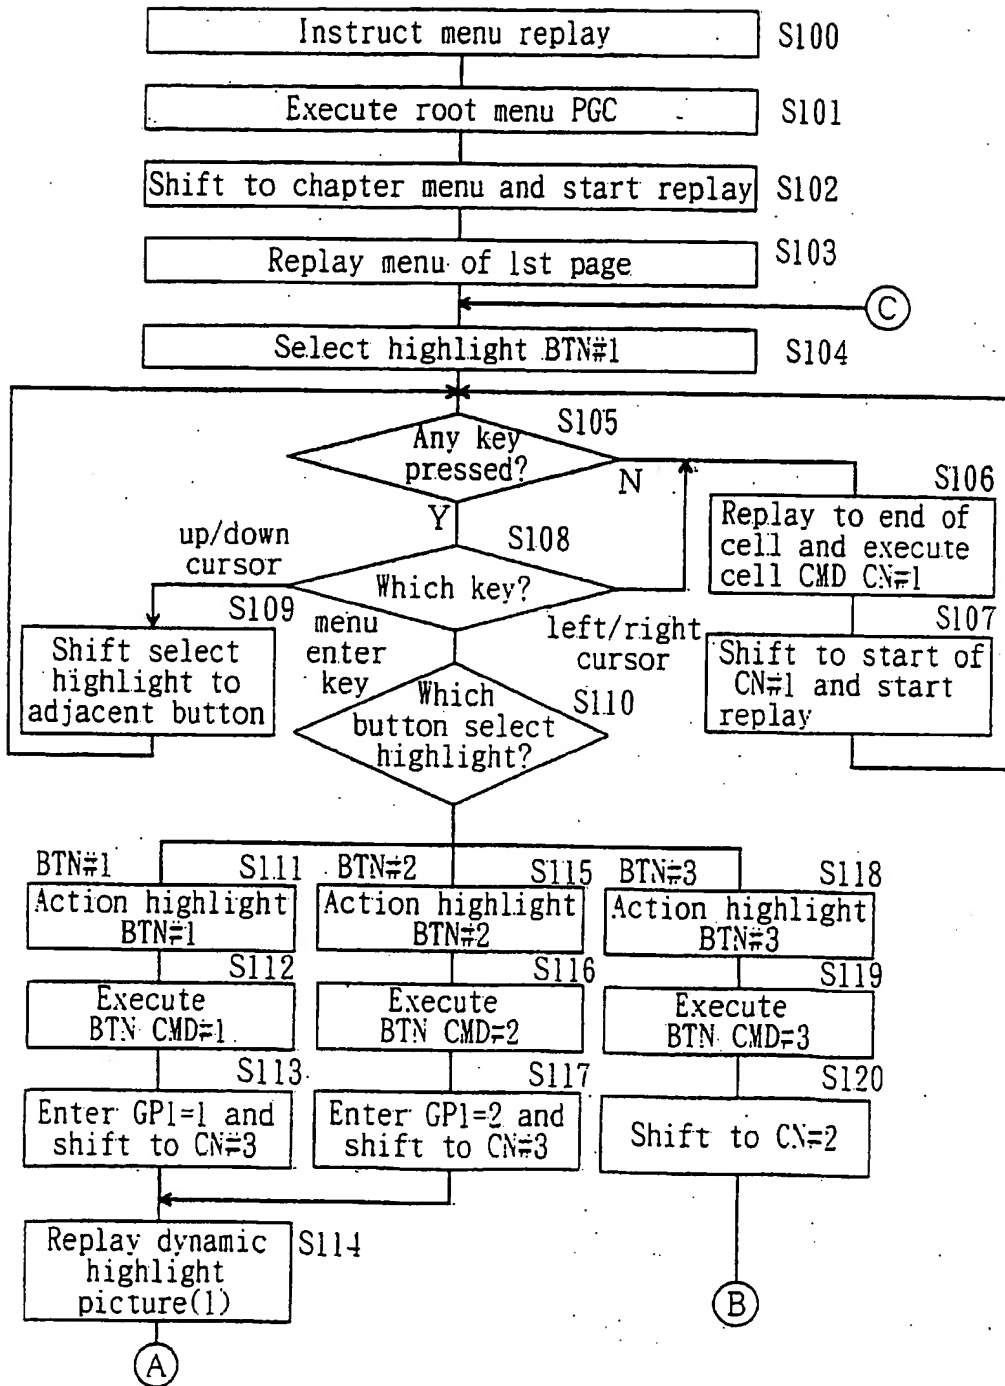 Instruct menu replay
S100
Execute root menu PGC
S101
Shift to chapter menu and start replay
S102
Replay menu of 1st page
S103
C
Select highlight BTN#1
S104
S105
Any key
pressed?
N
Y
S106
Replay to end of
cell and execute
cell CMD CN#1
up/down
cursor
S108
Which key?
S109
Shift select
highlight to
adjacent button
menu
enter
key
left/right
cursor
S107
Shift to start of
CN#1 and start
replay
S110
Which
button select
highlight?
BTN#1
S111
Action highlight
BTN#1
S112
Execute
BTN CMD#1
S113
Enter GP1=1 and
shift to CN#3
S114
Replay dynamic
highlight
picture(1)
A
BTN#2
S115
Action highlight
BTN#2
S116
Execute
BTN CMD#2
S117
Enter GP1=2 and
shift to CN#3
BTN#3
S118
Action highlight
BTN#3
S119
Execute
BTN CMD#3
S120
Shift to CN#2
B